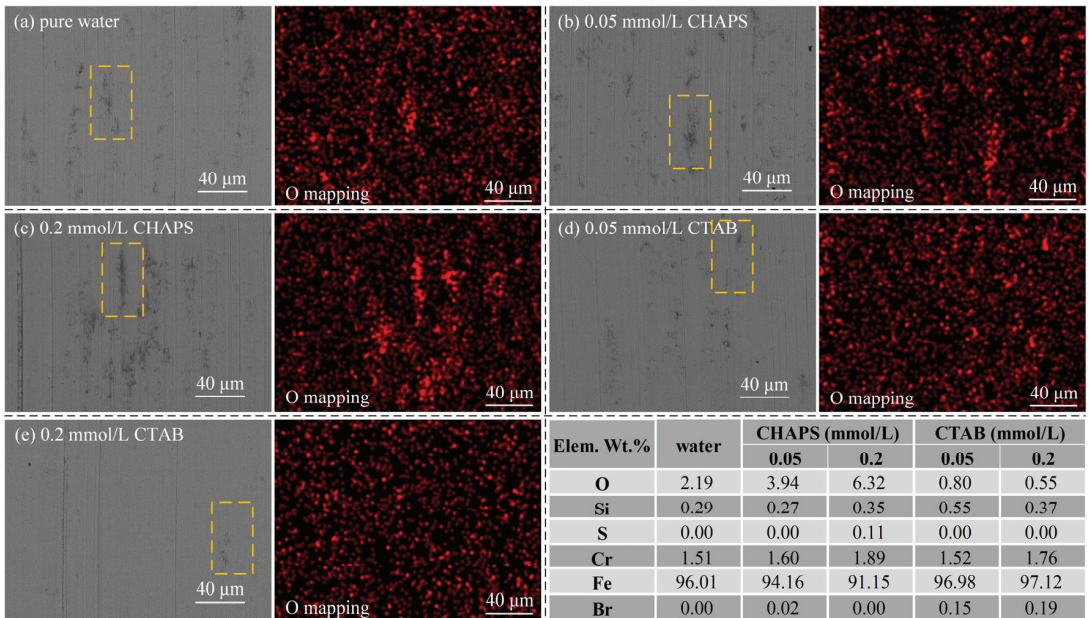 (a) pure water
40 μm
O mapping
40 μm
(b) 0.05 mmol/L CHAPS
40 μm
O mapping
40 μm
(c) 0.2 mmol/L CHAPS
40 μm
O mapping
40 μm
(d) 0.05 mmol/L CTAB
40 μm
O mapping
40 μm
(e) 0.2 mmol/L CTAB
40 μm
O mapping
40 μm
Elem. Wt.% water CHAPS (mmol/L) CTAB (mmol/L)
0.05 0.2 0.05 0.2
O 2.19 3.94 6.32 0.80 0.55
Si 0.29 0.27 0.35 0.55 0.37
S 0.00 0.00 0.11 0.00 0.00
Cr 1.51 1.60 1.89 1.52 1.76
Fe 96.01 94.16 91.15 96.98 97.12
Br 0.00 0.02 0.00 0.15 0.19